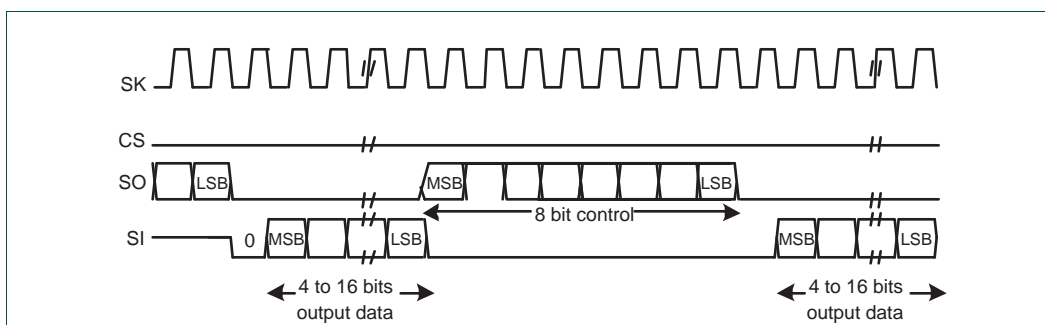 SK
CS
SO
LSB
MSB
LSB
8 bit control
SI
0
MSB
LSB
MSB
LSB
4 to 16 bits
output data
4 to 16 bits
output data